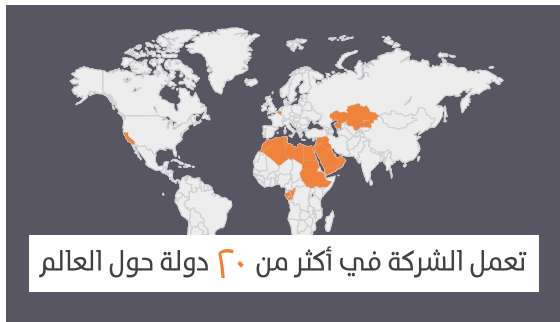 تعمل الشركة في أكثر من ٢٠ دولة حول العالم